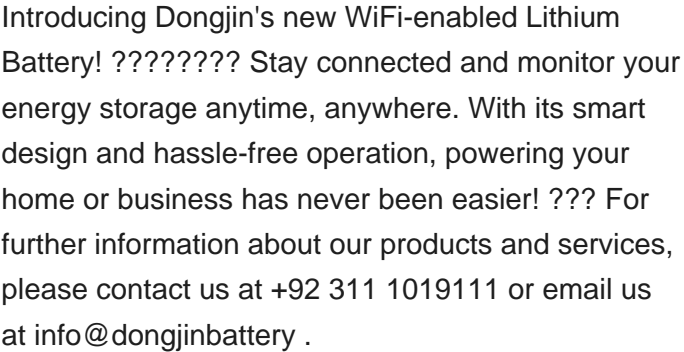 Introducing Dongjin's new WiFi-enabled Lithium
Battery! ???????? Stay connected and monitor your
energy storage anytime, anywhere. With its smart
design and hassle-free operation, powering your
home or business has never been easier! ??? For
further information about our products and services,
please contact us at +92 311 1019111 or email us
at info@dongjinbattery .